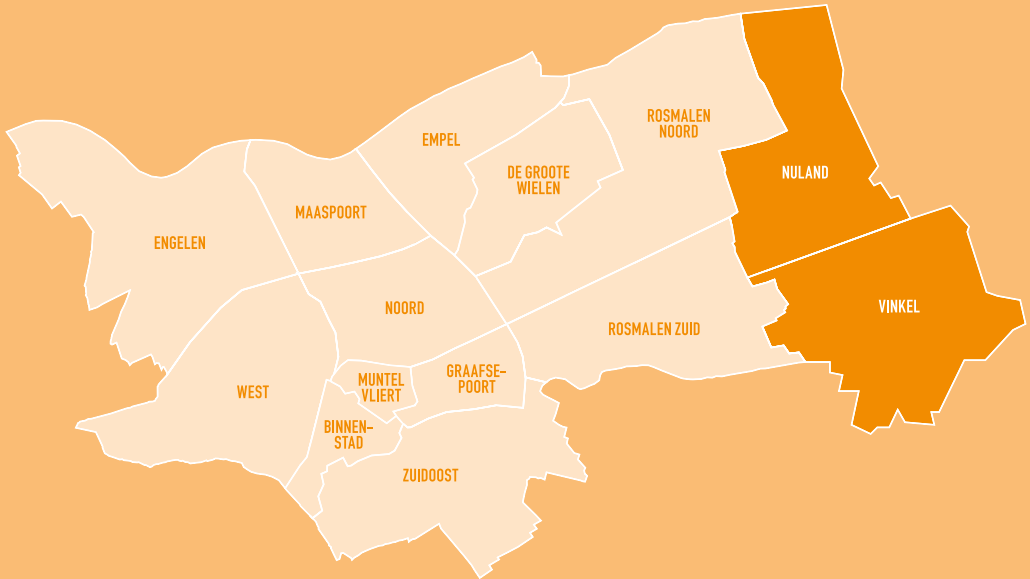 ROSMALEN
NOORD
EMPEL
DE GROOTE
WIELEN
NULAND
MAASPOORT
ENGELEN
NOORD
VINKEL
ROSMALEN ZUID
WEST
MUNTEL
VLIERT
GRAAFSE-
POORT
BINNEN-
STAD
ZUIDOOST